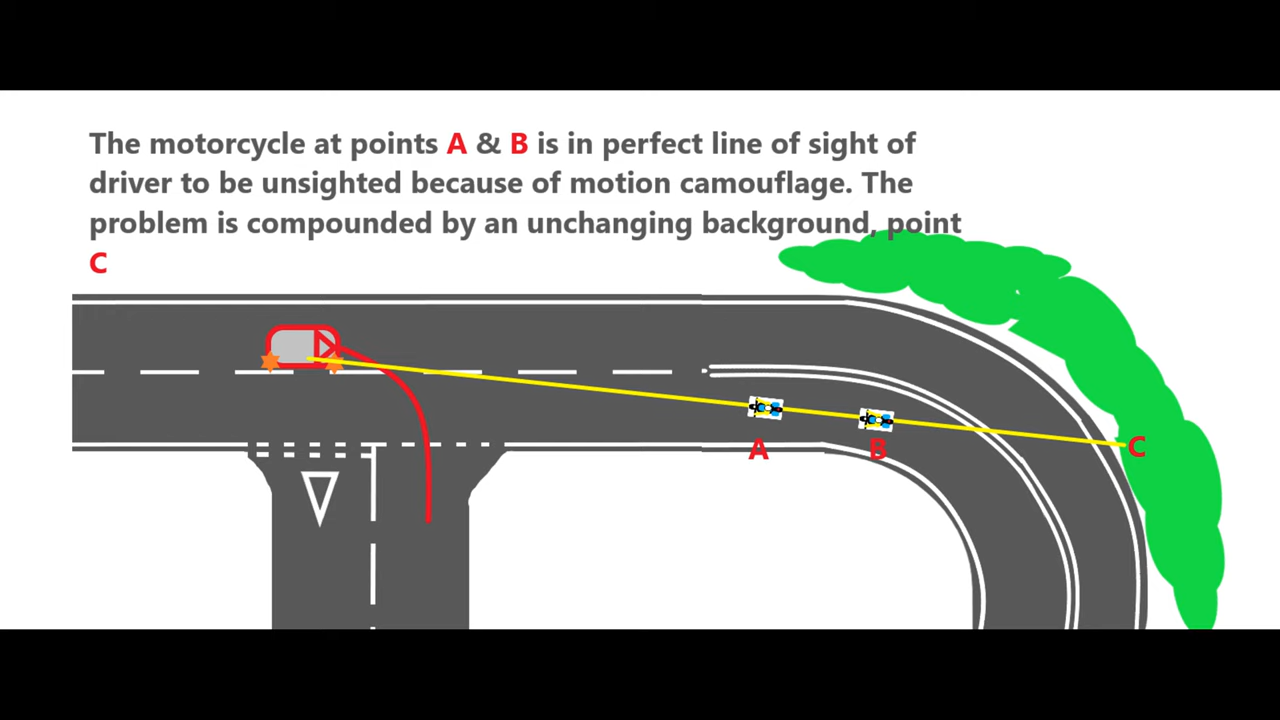 The motorcycle at points A & B is in perfect line of sight of
driver to be unsighted because of motion camouflage. The
problem is compounded by an unchanging background, point
C
A
B
C